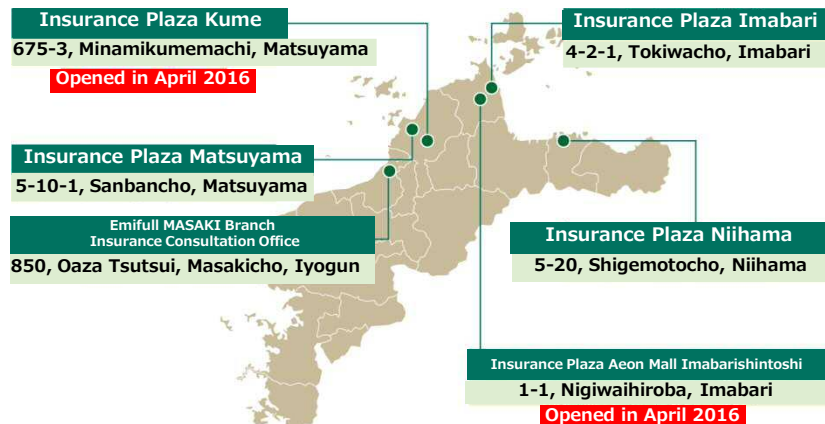 Insurance Plaza Kume
675-3, Minamikumemachi, Matsuyama
Opened in April 2016
Insurance Plaza Imabari
4-2-1, Tokiwacho, Imabari
Insurance Plaza Matsuyama
5-10-1, Sanbancho, Matsuyama
Emifull MASAKI Branch
Insurance Consultation Office
850, Oaza Tsutsui, Masakicho, Iyogun
Insurance Plaza Niihama
5-20, Shigemotocho, Niihama
Insurance Plaza Aeon Mall Imabarishintoshi
1-1, Nigiwaihiroba, Imabari
Opened in April 2016